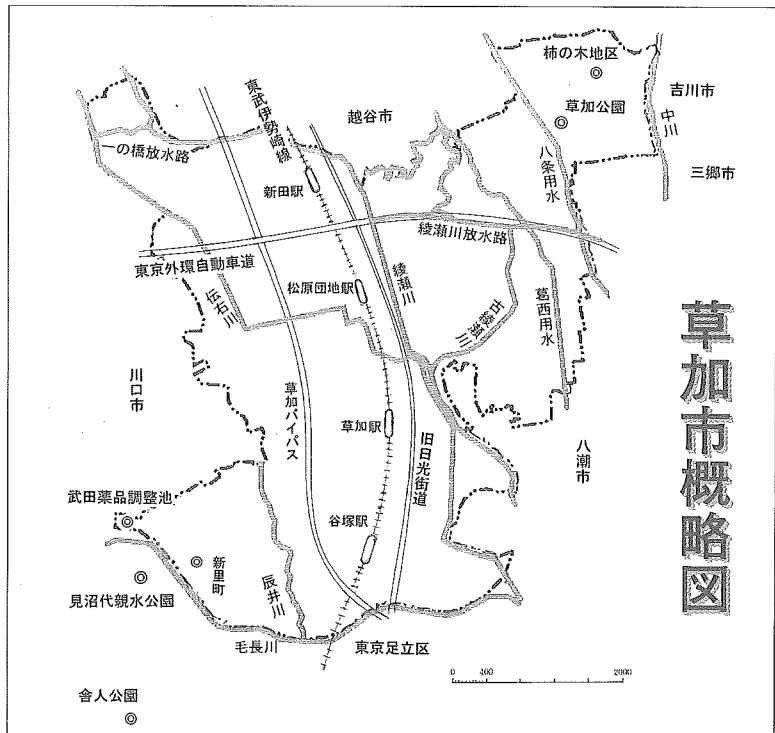 柿の木地区
吉川市
草加公園
中川
東武伊勢崎線
越谷市
一の橋放水路
八条用水
三郷市
新田駅
綾瀬川放水路
東京外環自動車道
伝右川
松原団地駅
綾瀬川
古綾瀬川
葛西用水
草加市概略図
川口市
草加バイパス
草加駅
旧日光街道
八潮市
武田薬品調整池
谷塚駅
新里町
辰井川
見沼代親水公園
毛長川
東京足立区
0 400 2000
舎人公園